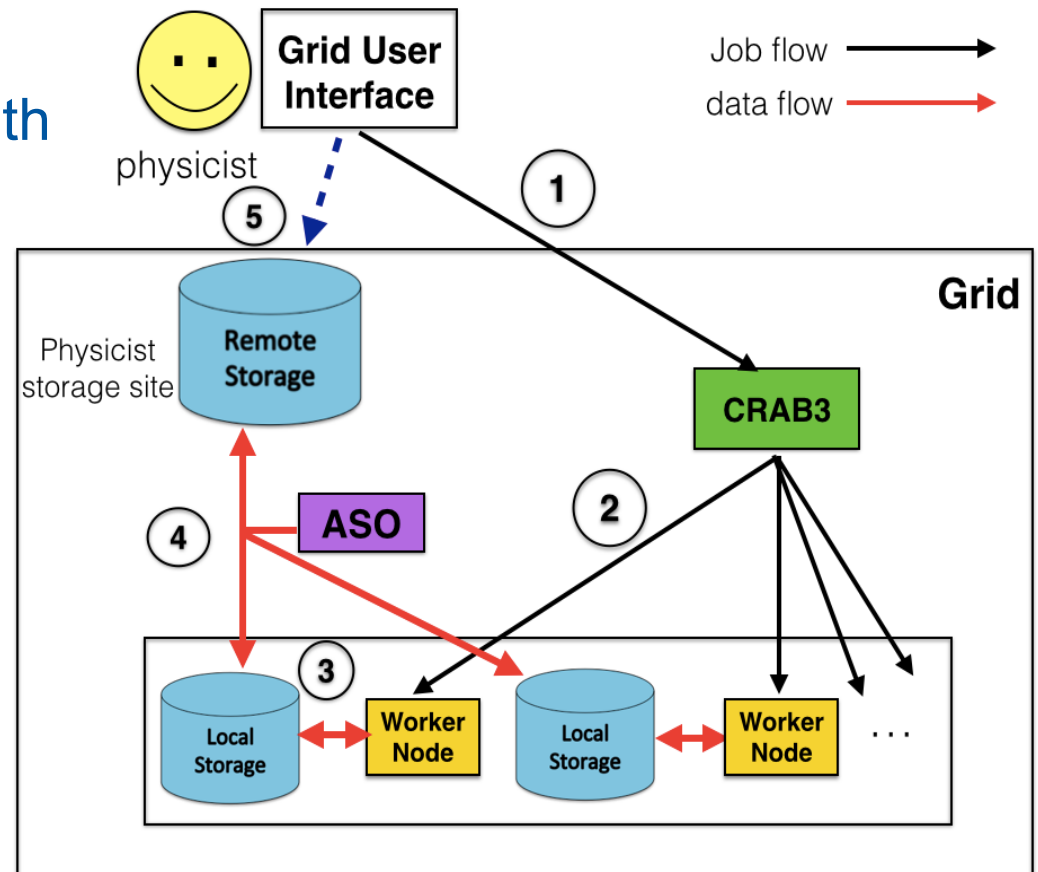 Grid User
Interface
Job flow
data flow
th
physicist
1
5
Grid
Remote
Storage
Physicist
storage site
CRAB3
2
ASO
4
3
Local
Storage
Worker
Node
Local
Storage
Worker
Node
...